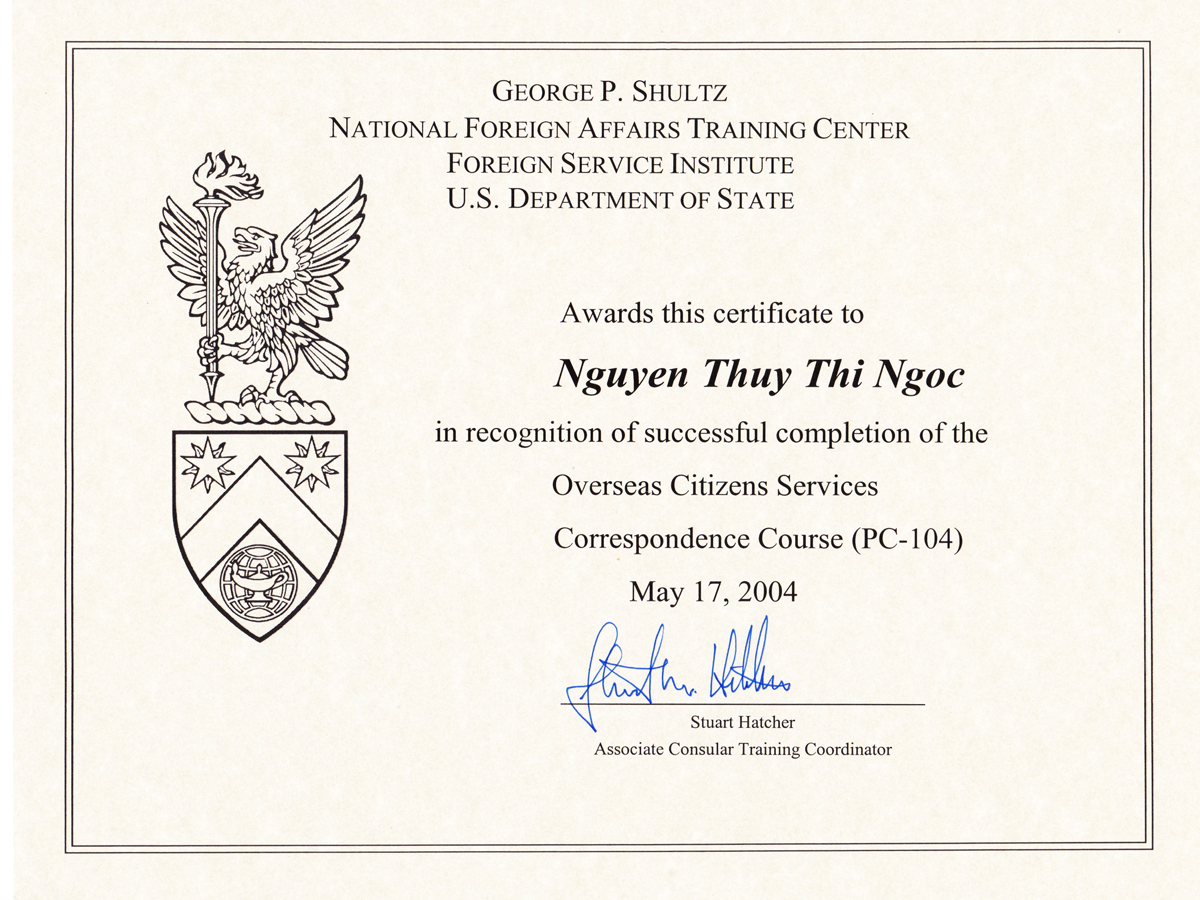 GEORGE P. SHULTZ
NATIONAL FOREIGN AFFAIRS TRAINING CENTER
FOREIGN SERVICE INSTITUTE
U.S. DEPARTMENT OF STATE
Awards this certificate to
Nguyen Thuy Thi Ngoc
in recognition of successful completion of the
Overseas Citizens Services
Correspondence Course (PC-104)
May 17, 2004
Stuart Hatcher
Associate Consular Training Coordinator